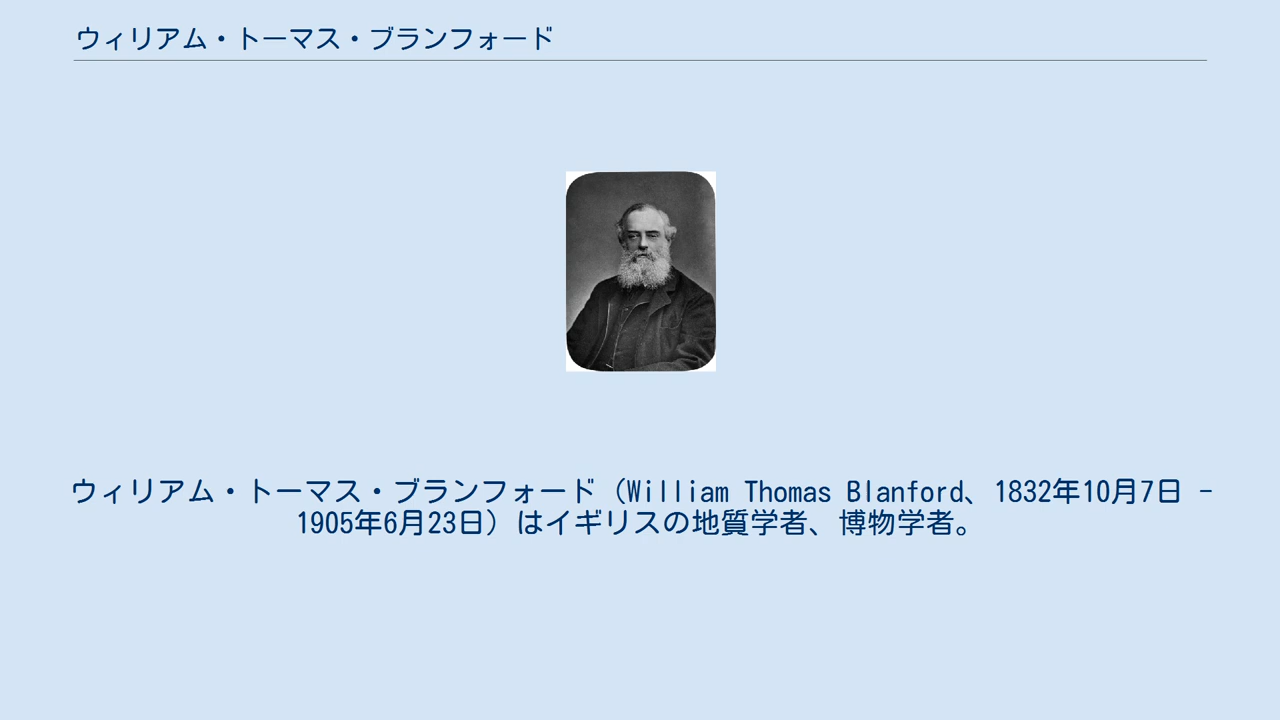 ウィリアム・トーマス・ブランフォード
ウィリアム・トーマス・ブランフォード（William Thomas Blanford、1832年10月7日 -
1905年6月23日）はイギリスの地質学者、博物学者。